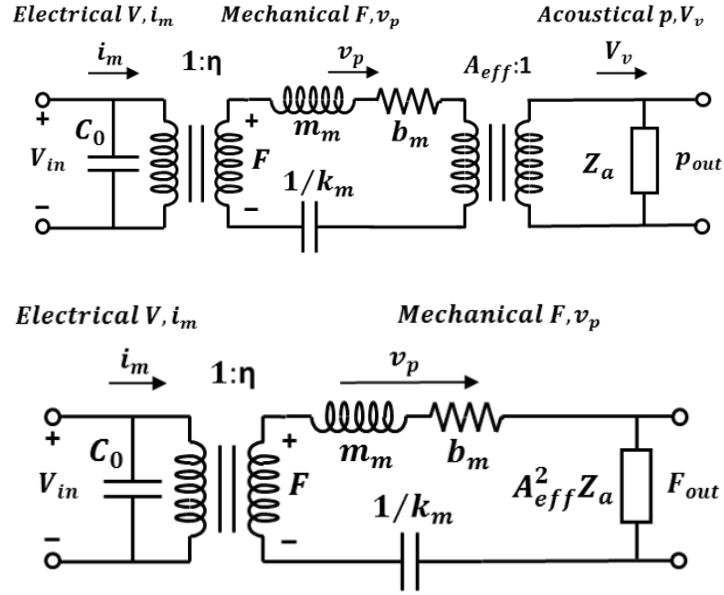 Electrical V, i_m Mechanical F, v_p Acoustical p, V_v
i_m 1:η v_p A_eff:1 V_v
+ + m_m b_m
C_0 V_in F Z_a p_out
1/k_m
− −
Electrical V, i_m Mechanical F, v_p
i_m 1:η v_p
+ + m_m b_m
C_0 V_in F A_eff^2 Z_a F_out
1/k_m
− −